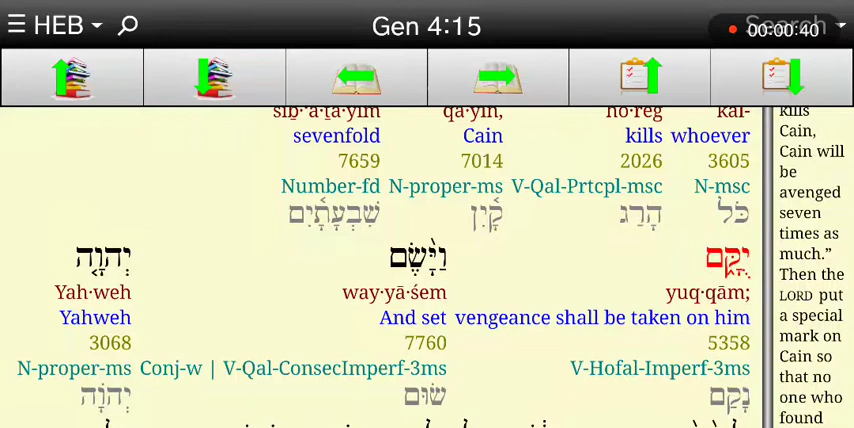 ☰ HEB
Gen 4:15
Search
00:00:40
šiḇ·‘ā·ṯa·yim qa·yin, hō·rêḡ kāl-
sevenfold Cain kills whoever
7659 7014 2026 3605
Number-fd N-proper-ms V-Qal-Prtcpl-msc N-msc
כֹּל הָרַג קַ֫יִן שִׁבְעָתַ֫יִם
יֻקָּ֑ם וַיָּ֨שֶׂם יְהוָ֤ה
Yah·weh way·yā·śem yuq·qām;
Yahweh And set vengeance shall be taken on him
3068 7760 5358
N-proper-ms Conj-w | V-Qal-ConsecImperf-3ms V-Hofal-Imperf-3ms
נָקַם שׂוּם יְהוָֹה
kills
Cain,
Cain will
be
avenged
seven
times as
much.”
Then the
LORD put
a special
mark on
Cain so
that no
one who
found